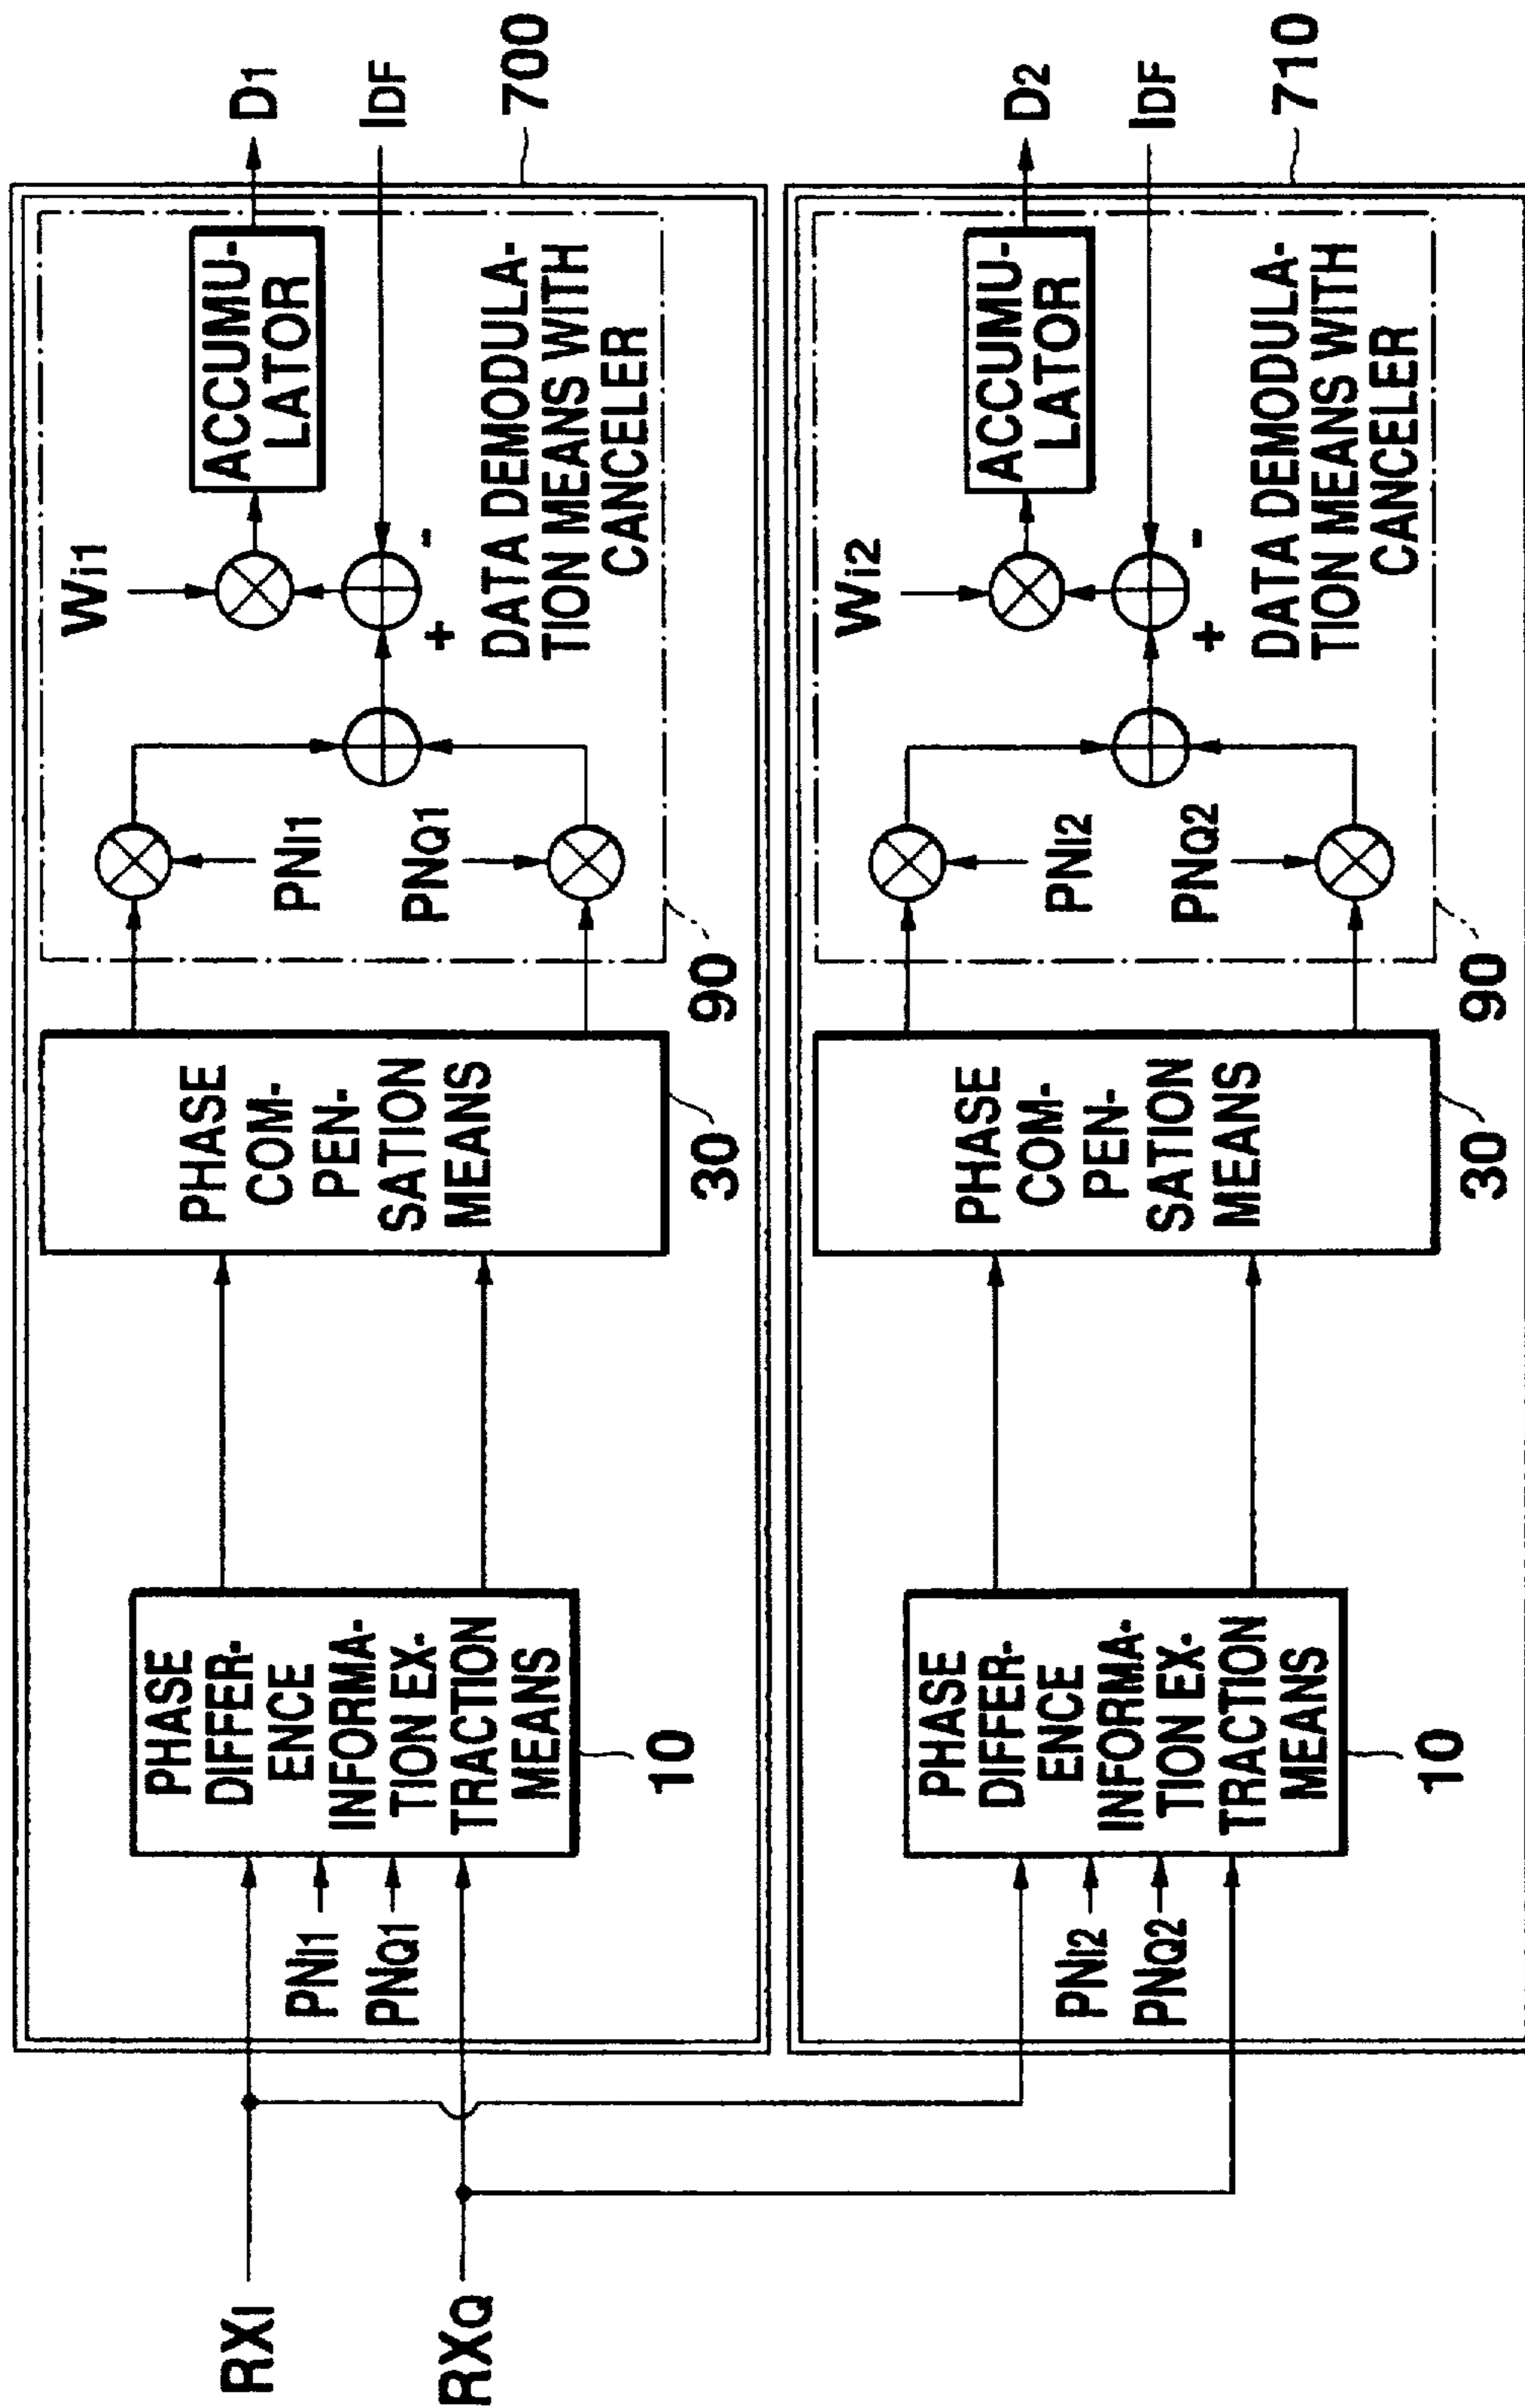 RXI
RXQ
PHASE
DIFFER-
ENCE
INFORMA-
TION EX-
TRACTION
MEANS
PNI1
PNQ1
10
PHASE
COM-
PEN-
SATION
MEANS
30
PNI1
PNQ1
Wi1
+
-
ACCUMU-
LATOR
DATA DEMODULA-
TION MEANS WITH
CANCELER
90
D1
IDF
700
PHASE
DIFFER-
ENCE
INFORMA-
TION EX-
TRACTION
MEANS
PNI2
PNQ2
10
PHASE
COM-
PEN-
SATION
MEANS
30
PNI2
PNQ2
Wi2
+
-
ACCUMU-
LATOR
DATA DEMODULA-
TION MEANS WITH
CANCELER
90
D2
IDF
710